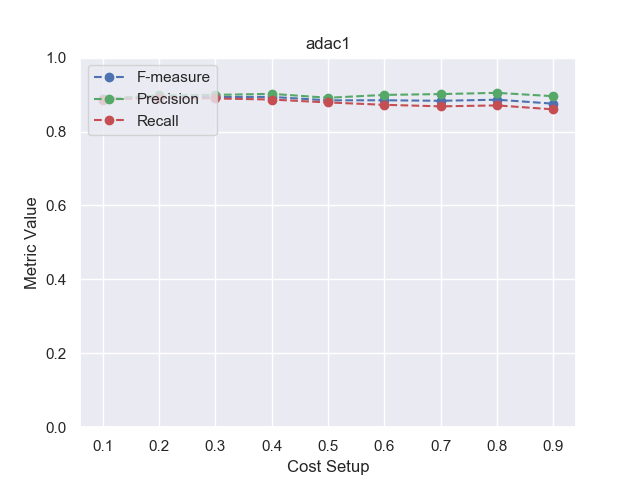 adac1
F-measure
Precision
Recall
Metric Value
1.0
0.8
0.6
0.4
0.2
0.0
0.1 0.2 0.3 0.4 0.5 0.6 0.7 0.8 0.9
Cost Setup